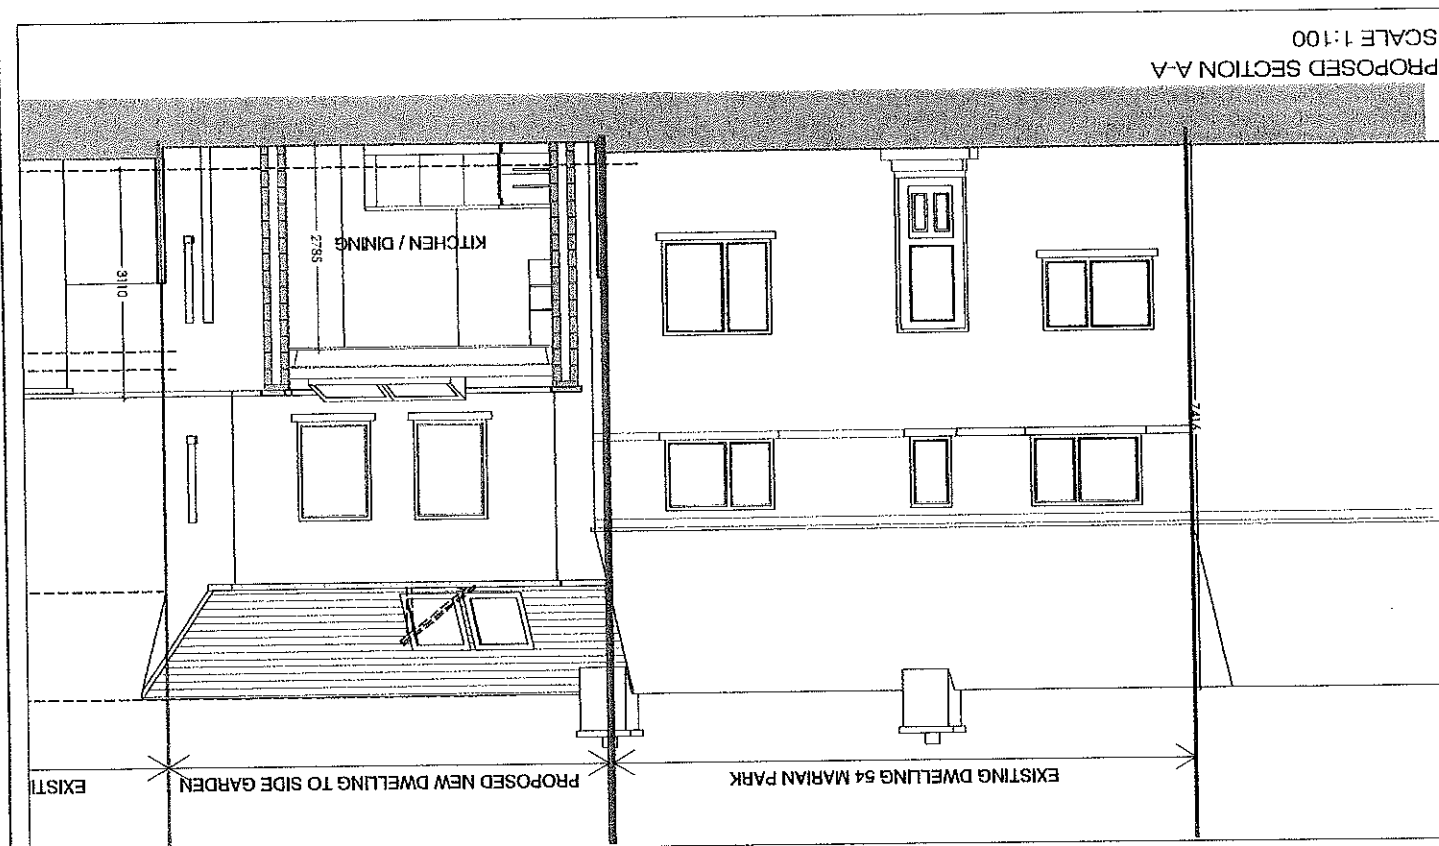 EXISTING DWELLING 54 MARIAN PARK
PROPOSED NEW DWELLING TO SIDE GARDEN
EXISTI
7414
KITCHEN / DINING
2785
3110
PROPOSED SECTION A-A
SCALE 1:100